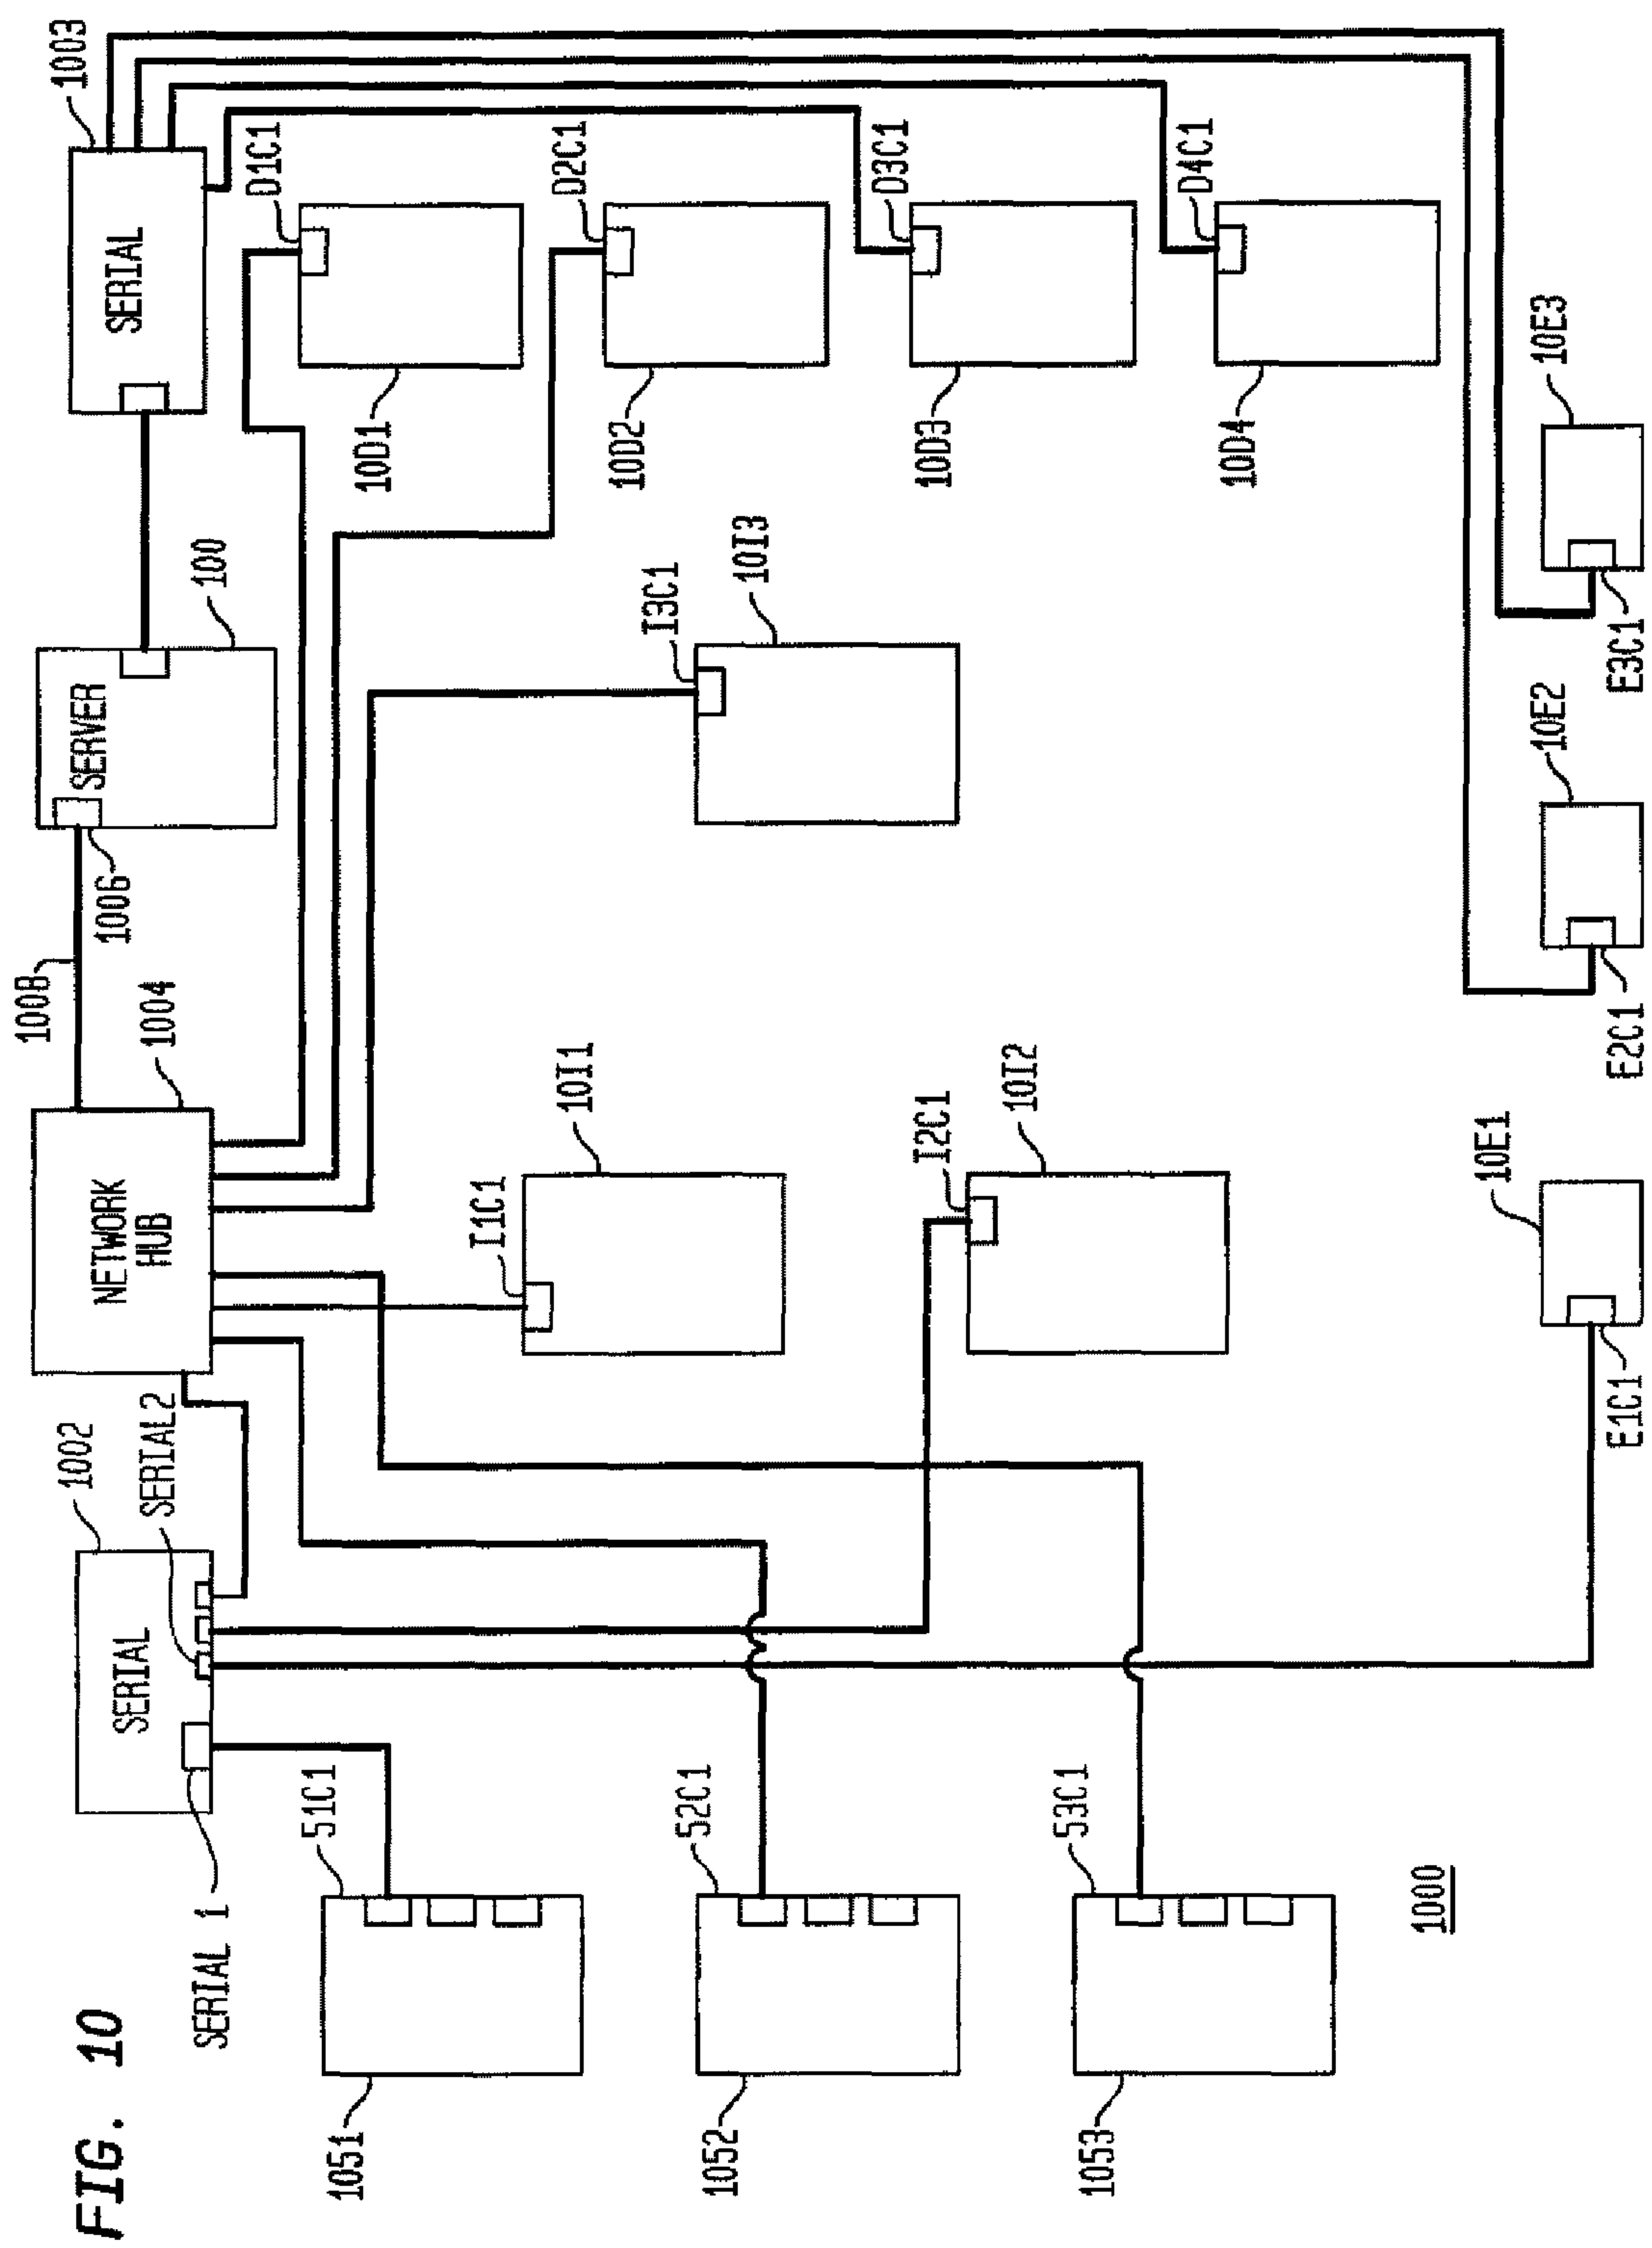 FIG. 10
1002
SERIAL
SERIAL 1
SERIAL2
NETWORK
HUB
1004
100B
1006
SERVER
100
SERIAL
1003
1051
51C1
1052
52C1
1053
53C1
I1C1
10I1
I2C1
10I2
I3C1
10I3
10D1
D1C1
10D2
D2C1
10D3
D3C1
10D4
D4C1
E1C1
10E1
E2C1
10E2
E3C1
10E3
1000